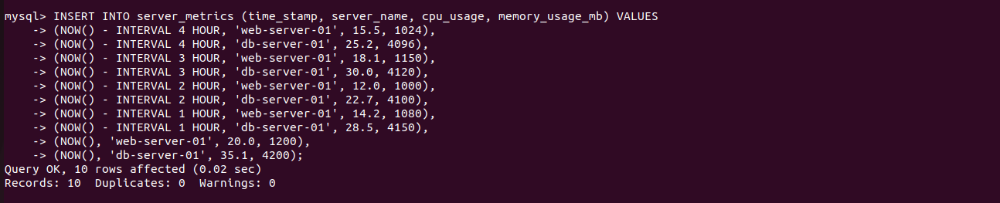 mysql> INSERT INTO server_metrics (time_stamp, server_name, cpu_usage, memory_usage_mb) VALUES
    -> (NOW() - INTERVAL 4 HOUR, 'web-server-01', 15.5, 1024),
    -> (NOW() - INTERVAL 4 HOUR, 'db-server-01', 25.2, 4096),
    -> (NOW() - INTERVAL 3 HOUR, 'web-server-01', 18.1, 1150),
    -> (NOW() - INTERVAL 3 HOUR, 'db-server-01', 30.0, 4120),
    -> (NOW() - INTERVAL 2 HOUR, 'web-server-01', 12.0, 1000),
    -> (NOW() - INTERVAL 2 HOUR, 'db-server-01', 22.7, 4100),
    -> (NOW() - INTERVAL 1 HOUR, 'web-server-01', 14.2, 1080),
    -> (NOW() - INTERVAL 1 HOUR, 'db-server-01', 28.5, 4150),
    -> (NOW(), 'web-server-01', 20.0, 1200),
    -> (NOW(), 'db-server-01', 35.1, 4200);
Query OK, 10 rows affected (0.02 sec)
Records: 10  Duplicates: 0  Warnings: 0